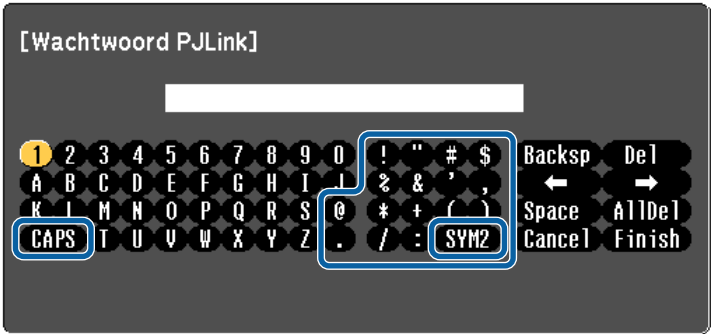 [Wachtwoord PJLink]
1 2 3 4 5 6 7 8 9 0 ! " # $ Backsp Del
A B C D E F G H I J % & ' , ← →
K L M N O P Q R S @ * + ( ) Space AllDel
CAPS T U V W X Y Z . / : SYM2 Cancel Finish